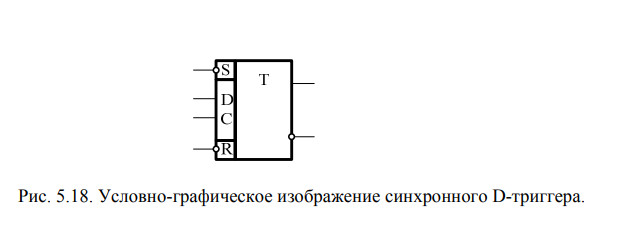 S
T
D
C
R
Рис. 5.18. Условно-графическое изображение синхронного D-триггера.